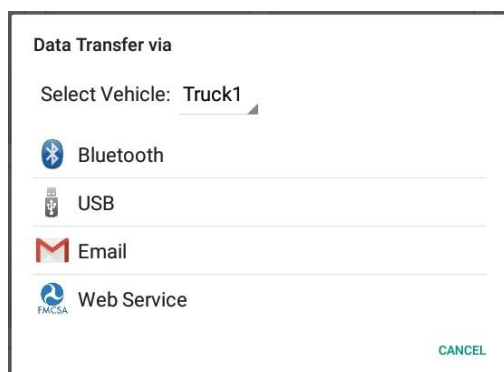 Data Transfer via
Select Vehicle: Truck1
Bluetooth
USB
Email
FMCSA Web Service
CANCEL